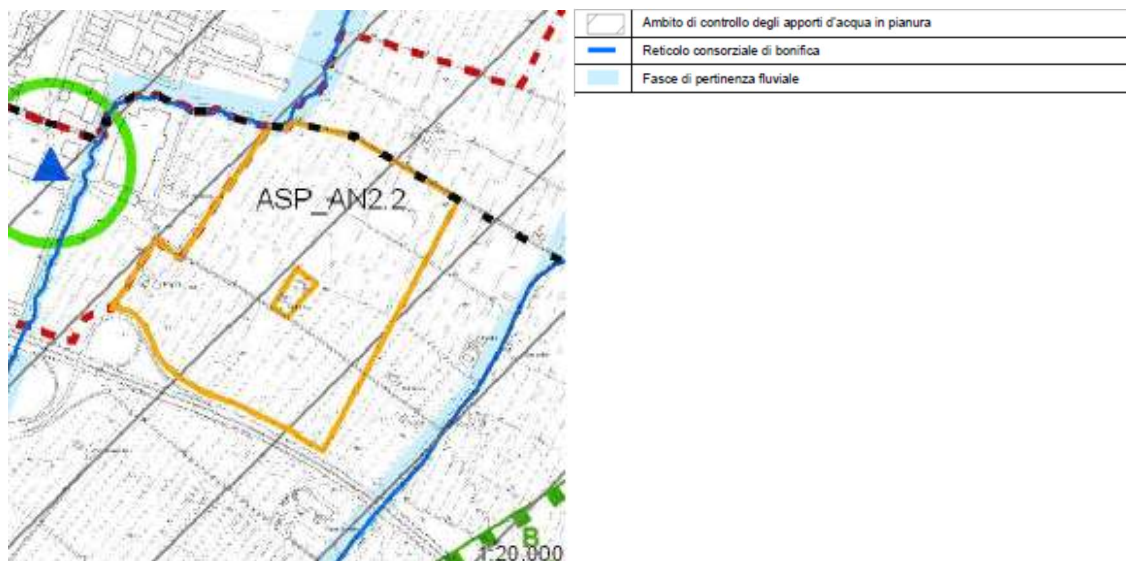 Ambito di controllo degli apporti d'acqua in pianura
Reticolo consorziale di bonifica
Fasce di pertinenza fluviale
ASP_AN2.2
B
1:20.000